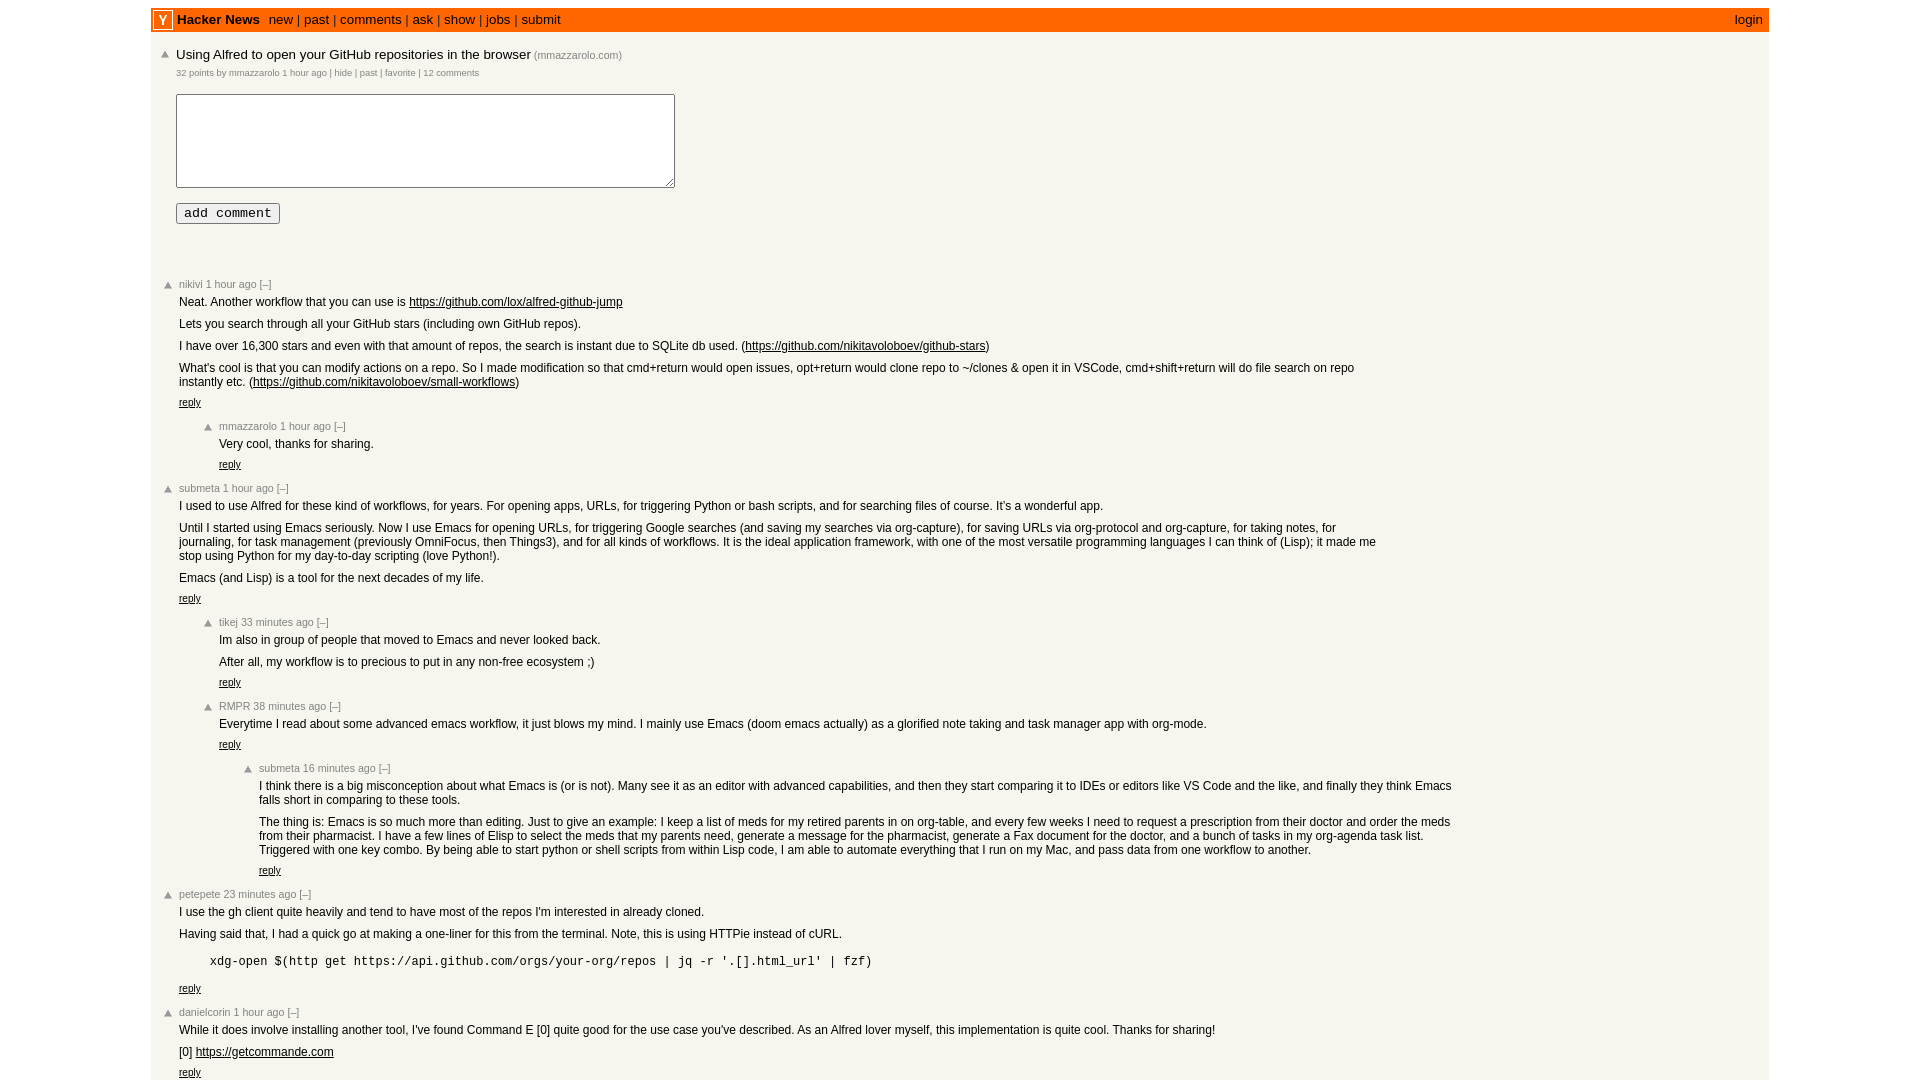 Y Hacker News new | past | comments | ask | show | jobs | submit login
Using Alfred to open your GitHub repositories in the browser (mmazzarolo.com)
32 points by mmazzarolo 1 hour ago | hide | past | favorite | 12 comments
add comment
nikivi 1 hour ago [–]
Neat. Another workflow that you can use is https://github.com/lox/alfred-github-jump
Lets you search through all your GitHub stars (including own GitHub repos).
I have over 16,300 stars and even with that amount of repos, the search is instant due to SQLite db used. (https://github.com/nikitavoloboev/github-stars)
What's cool is that you can modify actions on a repo. So I made modification so that cmd+return would open issues, opt+return would clone repo to ~/clones & open it in VSCode, cmd+shift+return will do file search on repo
instantly etc. (https://github.com/nikitavoloboev/small-workflows)
reply
mmazzarolo 1 hour ago [–]
Very cool, thanks for sharing.
reply
submeta 1 hour ago [–]
I used to use Alfred for these kind of workflows, for years. For opening apps, URLs, for triggering Python or bash scripts, and for searching files of course. It's a wonderful app.
Until I started using Emacs seriously. Now I use Emacs for opening URLs, for triggering Google searches (and saving my searches via org-capture), for saving URLs via org-protocol and org-capture, for taking notes, for
journaling, for task management (previously OmniFocus, then Things3), and for all kinds of workflows. It is the ideal application framework, with one of the most versatile programming languages I can think of (Lisp); it made me
stop using Python for my day-to-day scripting (love Python!).
Emacs (and Lisp) is a tool for the next decades of my life.
reply
tikej 33 minutes ago [–]
Im also in group of people that moved to Emacs and never looked back.
After all, my workflow is to precious to put in any non-free ecosystem ;)
reply
RMPR 38 minutes ago [–]
Everytime I read about some advanced emacs workflow, it just blows my mind. I mainly use Emacs (doom emacs actually) as a glorified note taking and task manager app with org-mode.
reply
submeta 16 minutes ago [–]
I think there is a big misconception about what Emacs is (or is not). Many see it as an editor with advanced capabilities, and then they start comparing it to IDEs or editors like VS Code and the like, and finally they think Emacs
falls short in comparing to these tools.
The thing is: Emacs is so much more than editing. Just to give an example: I keep a list of meds for my retired parents in on org-table, and every few weeks I need to request a prescription from their doctor and order the meds
from their pharmacist. I have a few lines of Elisp to select the meds that my parents need, generate a message for the pharmacist, generate a Fax document for the doctor, and a bunch of tasks in my org-agenda task list.
Triggered with one key combo. By being able to start python or shell scripts from within Lisp code, I am able to automate everything that I run on my Mac, and pass data from one workflow to another.
reply
petepete 23 minutes ago [–]
I use the gh client quite heavily and tend to have most of the repos I'm interested in already cloned.
Having said that, I had a quick go at making a one-liner for this from the terminal. Note, this is using HTTPie instead of cURL.
xdg-open $(http get https://api.github.com/orgs/your-org/repos | jq -r '.[].html_url' | fzf)
reply
danielcorin 1 hour ago [–]
While it does involve installing another tool, I've found Command E [0] quite good for the use case you've described. As an Alfred lover myself, this implementation is quite cool. Thanks for sharing!
[0] https://getcommande.com
reply